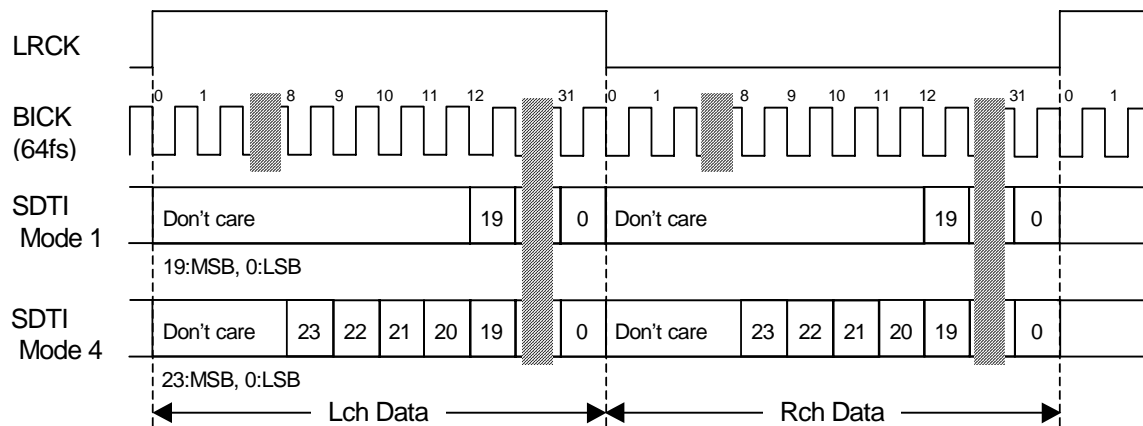 LRCK
BICK
(64fs)
0 1 8 9 10 11 12 31 0 1 8 9 10 11 12 31 0 1
SDTI
Mode 1
Don't care 19 0 Don't care 19 0
19:MSB, 0:LSB
SDTI
Mode 4
Don't care 23 22 21 20 19 0 Don't care 23 22 21 20 19 0
23:MSB, 0:LSB
Lch Data Rch Data